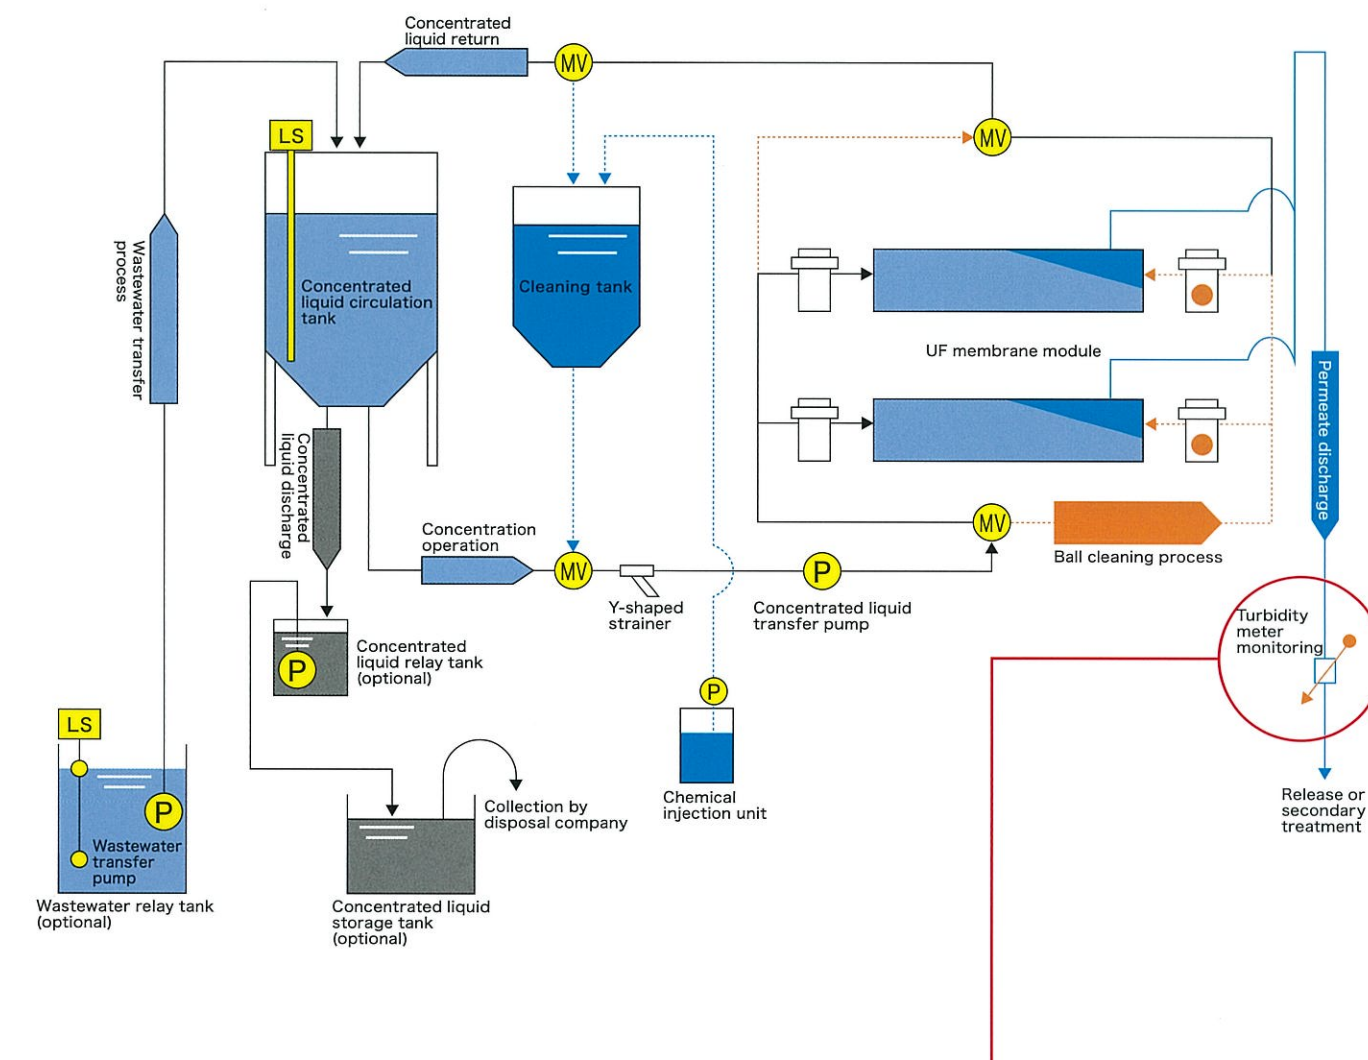 Concentrated
liquid return
MV
MV
LS
Wastewater transfer
process
Concentrated
liquid circulation
tank
Cleaning tank
UF membrane module
Permeate discharge
Concentrated
liquid discharge
Concentration
operation
MV
Y-shaped
strainer
P
Concentrated liquid
transfer pump
MV
Ball cleaning process
Turbidity
meter
monitoring
P
Concentrated
liquid relay tank
(optional)
P
Chemical
injection unit
LS
P
Wastewater
transfer
pump
Wastewater relay tank
(optional)
Collection by
disposal company
Concentrated liquid
storage tank
(optional)
Release or
secondary
treatment